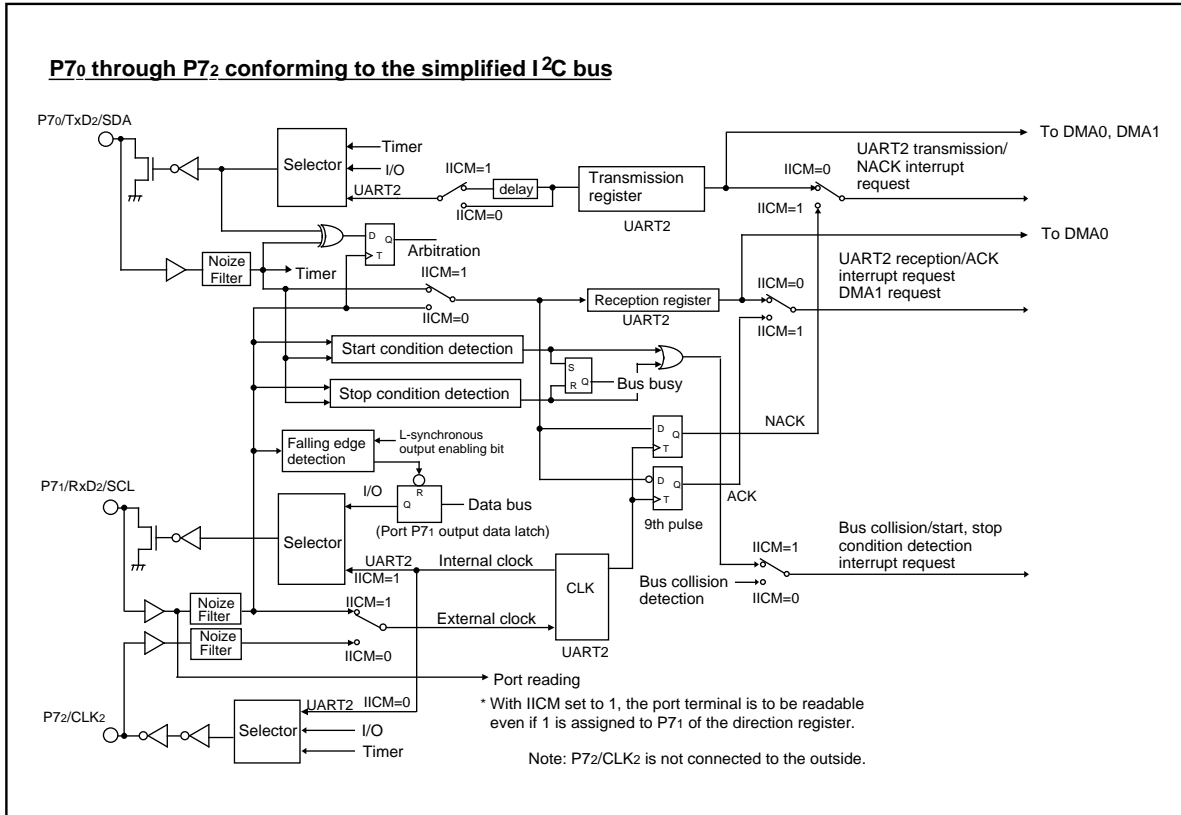 P70 through P72 conforming to the simplified I2C bus
P70/TxD2/SDA
Selector
Timer
I/O
UART2
IICM=1
delay
IICM=0
Transmission
register
UART2
To DMA0, DMA1
UART2 transmission/
NACK interrupt
request
IICM=0
IICM=1
D
Q
T
Arbitration
Noize
Filter
Timer
IICM=1
IICM=0
Reception register
UART2
To DMA0
UART2 reception/ACK
interrupt request
DMA1 request
IICM=0
IICM=1
Start condition detection
Stop condition detection
S
R
Q
Bus busy
NACK
D
Q
T
D
Q
T
ACK
9th pulse
Falling edge
detection
L-synchronous
output enabling bit
P71/RxD2/SCL
I/O
R
Q
Data bus
(Port P71 output data latch)
Selector
UART2
IICM=1
Internal clock
CLK
UART2
Bus collision/start, stop
condition detection
interrupt request
IICM=1
Bus collision
detection
IICM=0
Noize
Filter
IICM=1
External clock
Noize
Filter
IICM=0
Port reading
* With IICM set to 1, the port terminal is to be readable
even if 1 is assigned to P71 of the direction register.
P72/CLK2
Selector
UART2
IICM=0
I/O
Timer
Note: P72/CLK2 is not connected to the outside.